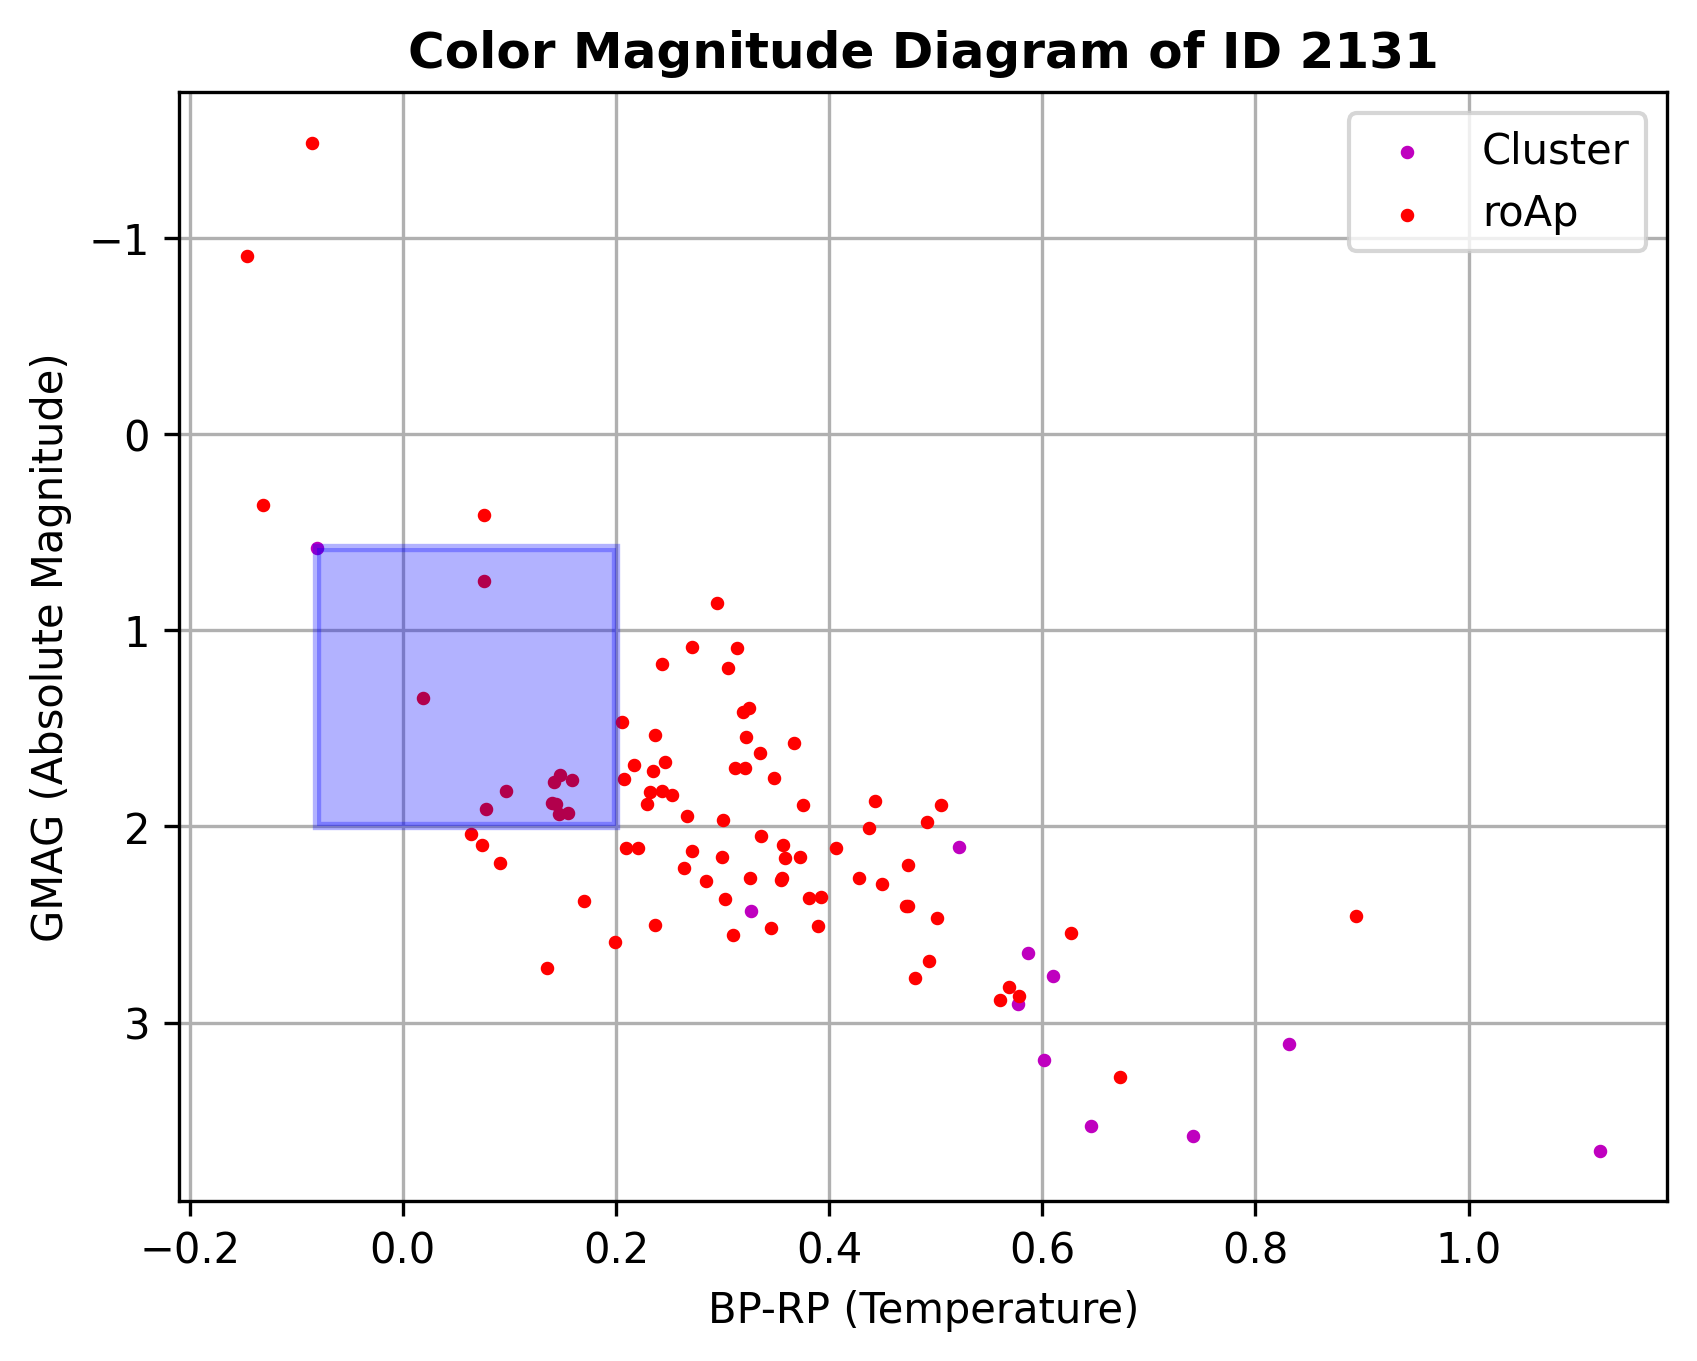 Color Magnitude Diagram of ID 2131
Cluster
roAp
GMAG (Absolute Magnitude)
−1
0
1
2
3
−0.2 0.0 0.2 0.4 0.6 0.8 1.0
BP-RP (Temperature)